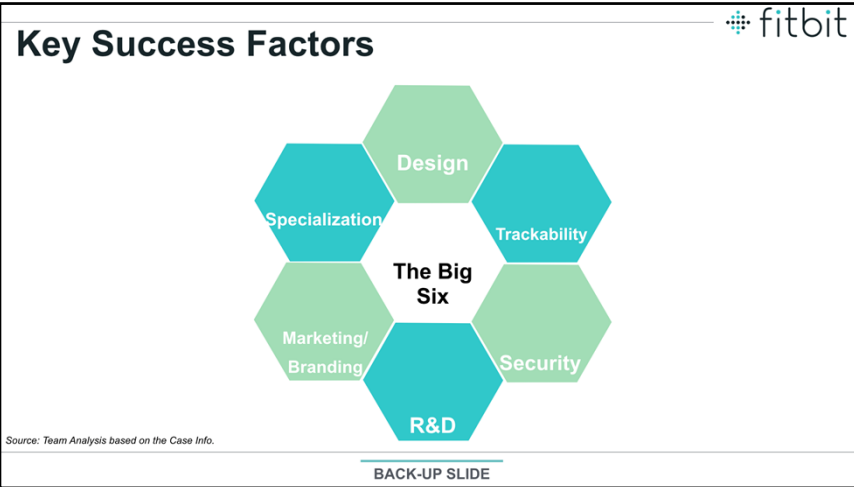 fitbit
Key Success Factors
Design
Specialization
Trackability
The Big
Six
Marketing/
Branding
Security
R&D
Source: Team Analysis based on the Case Info.
BACK-UP SLIDE